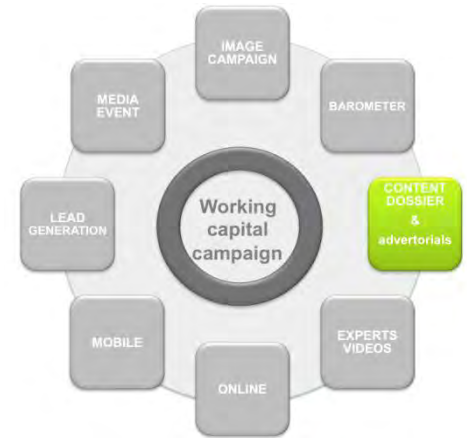 IMAGE
CAMPAIGN
MEDIA
EVENT
BAROMETER
CONTENT
DOSSIER
&
advertorials
LEAD
GENERATION
Working
capital
campaign
MOBILE
EXPERTS
VIDEOS
ONLINE